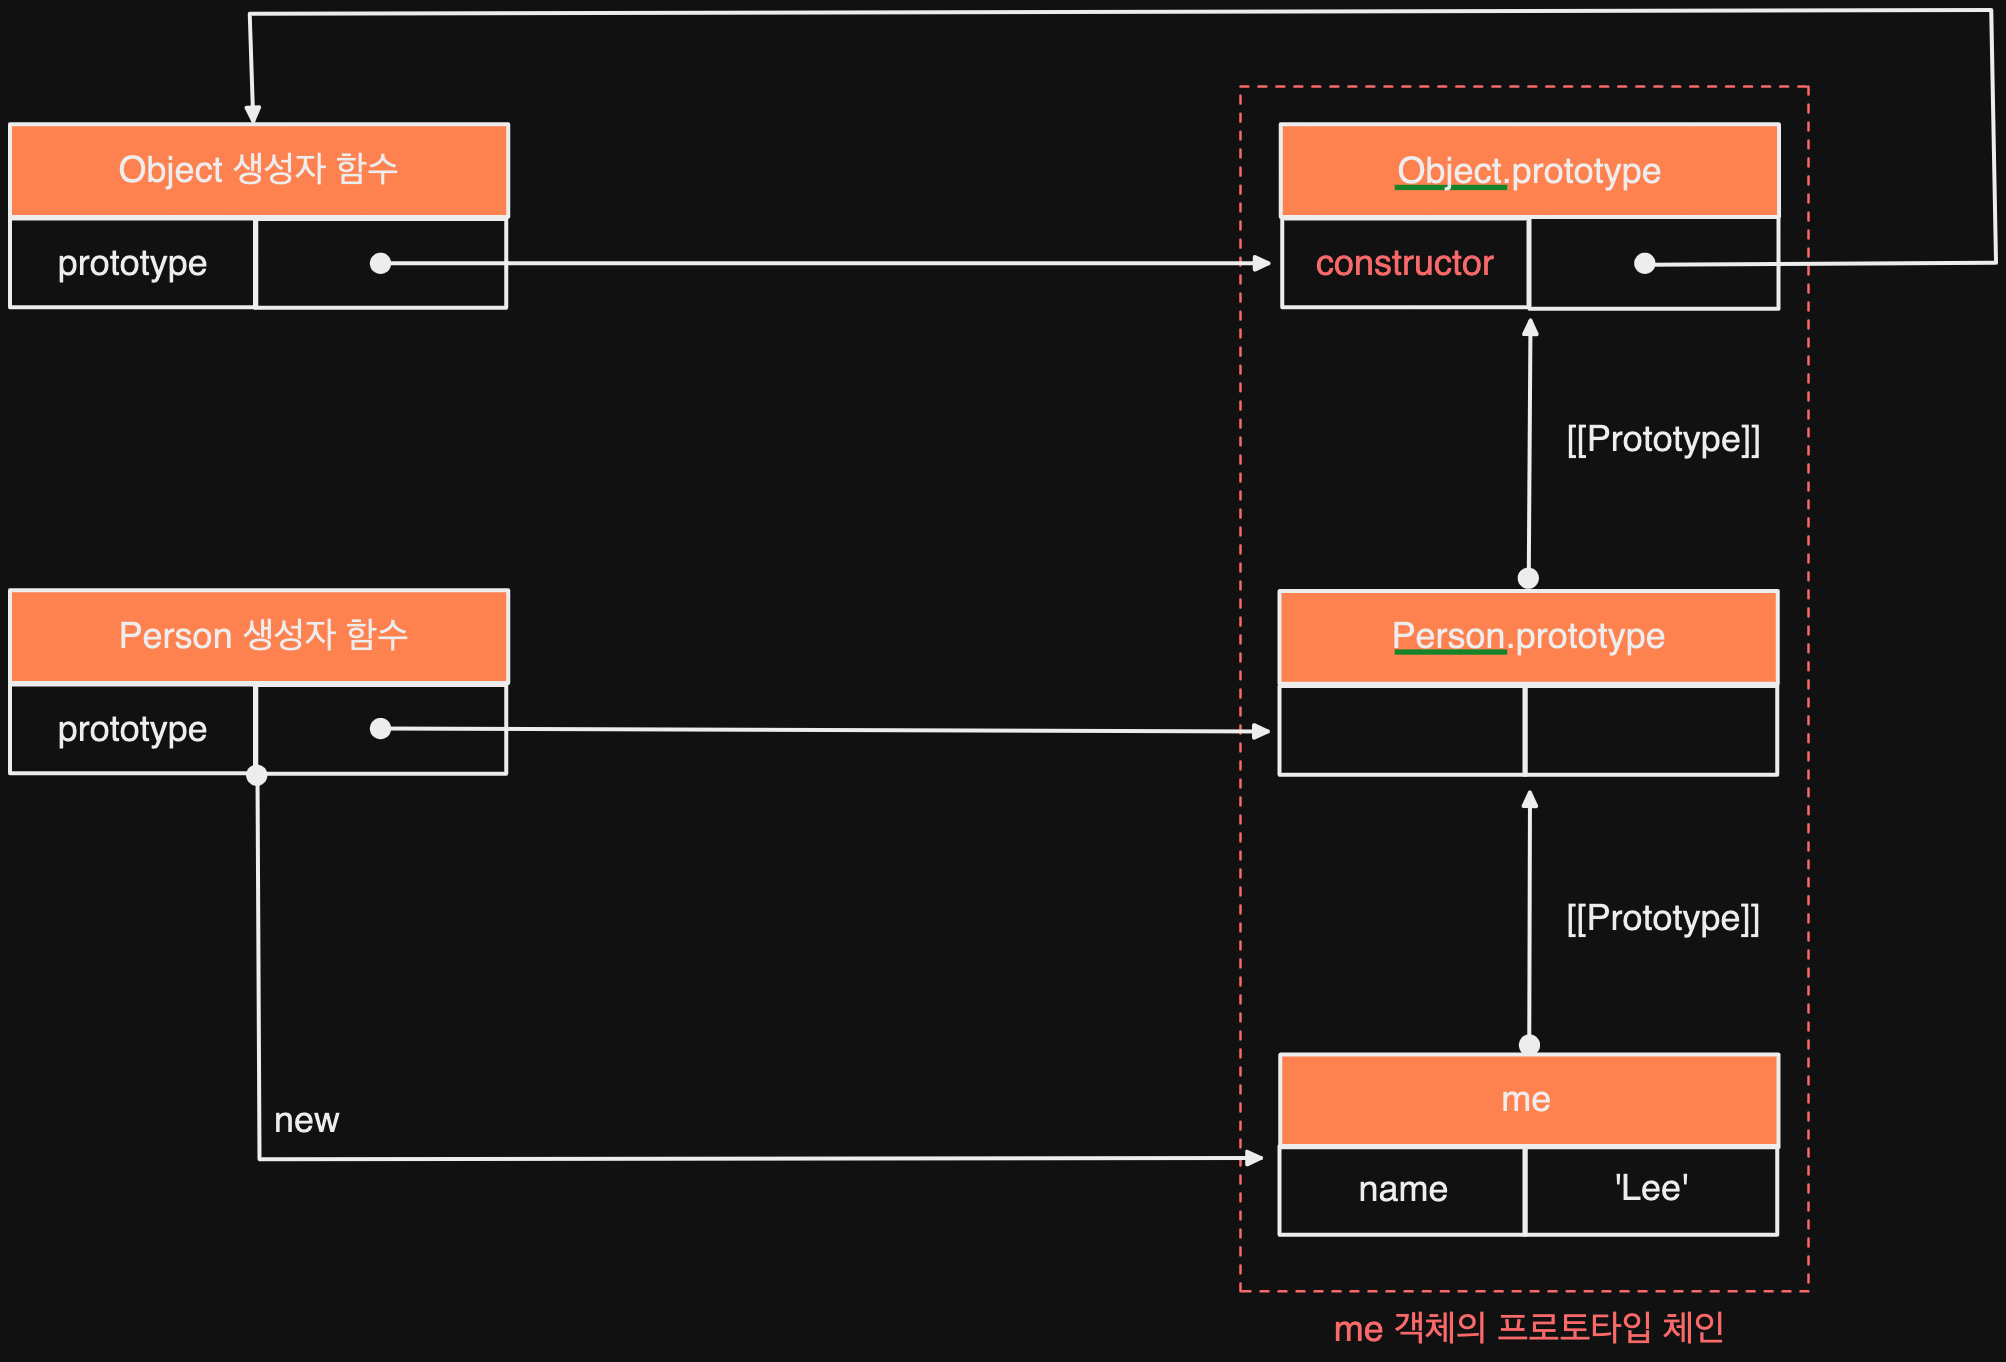 Object 생성자 함수
Object.prototype
prototype
constructor
[[Prototype]]
Person 생성자 함수
Person.prototype
prototype
[[Prototype]]
new
me
name
'Lee'
me 객체의 프로토타입 체인